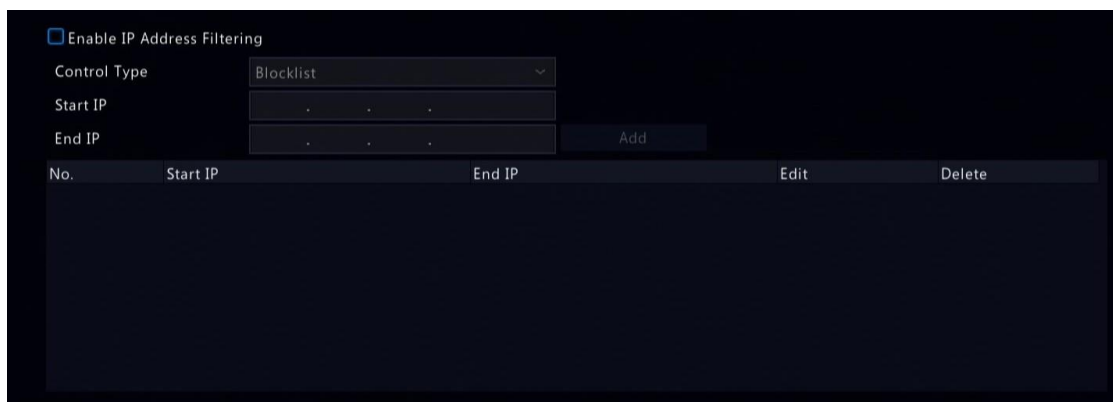 Enable IP Address Filtering
Control Type Blocklist
Start IP . . .
End IP . . . Add
No. Start IP End IP Edit Delete